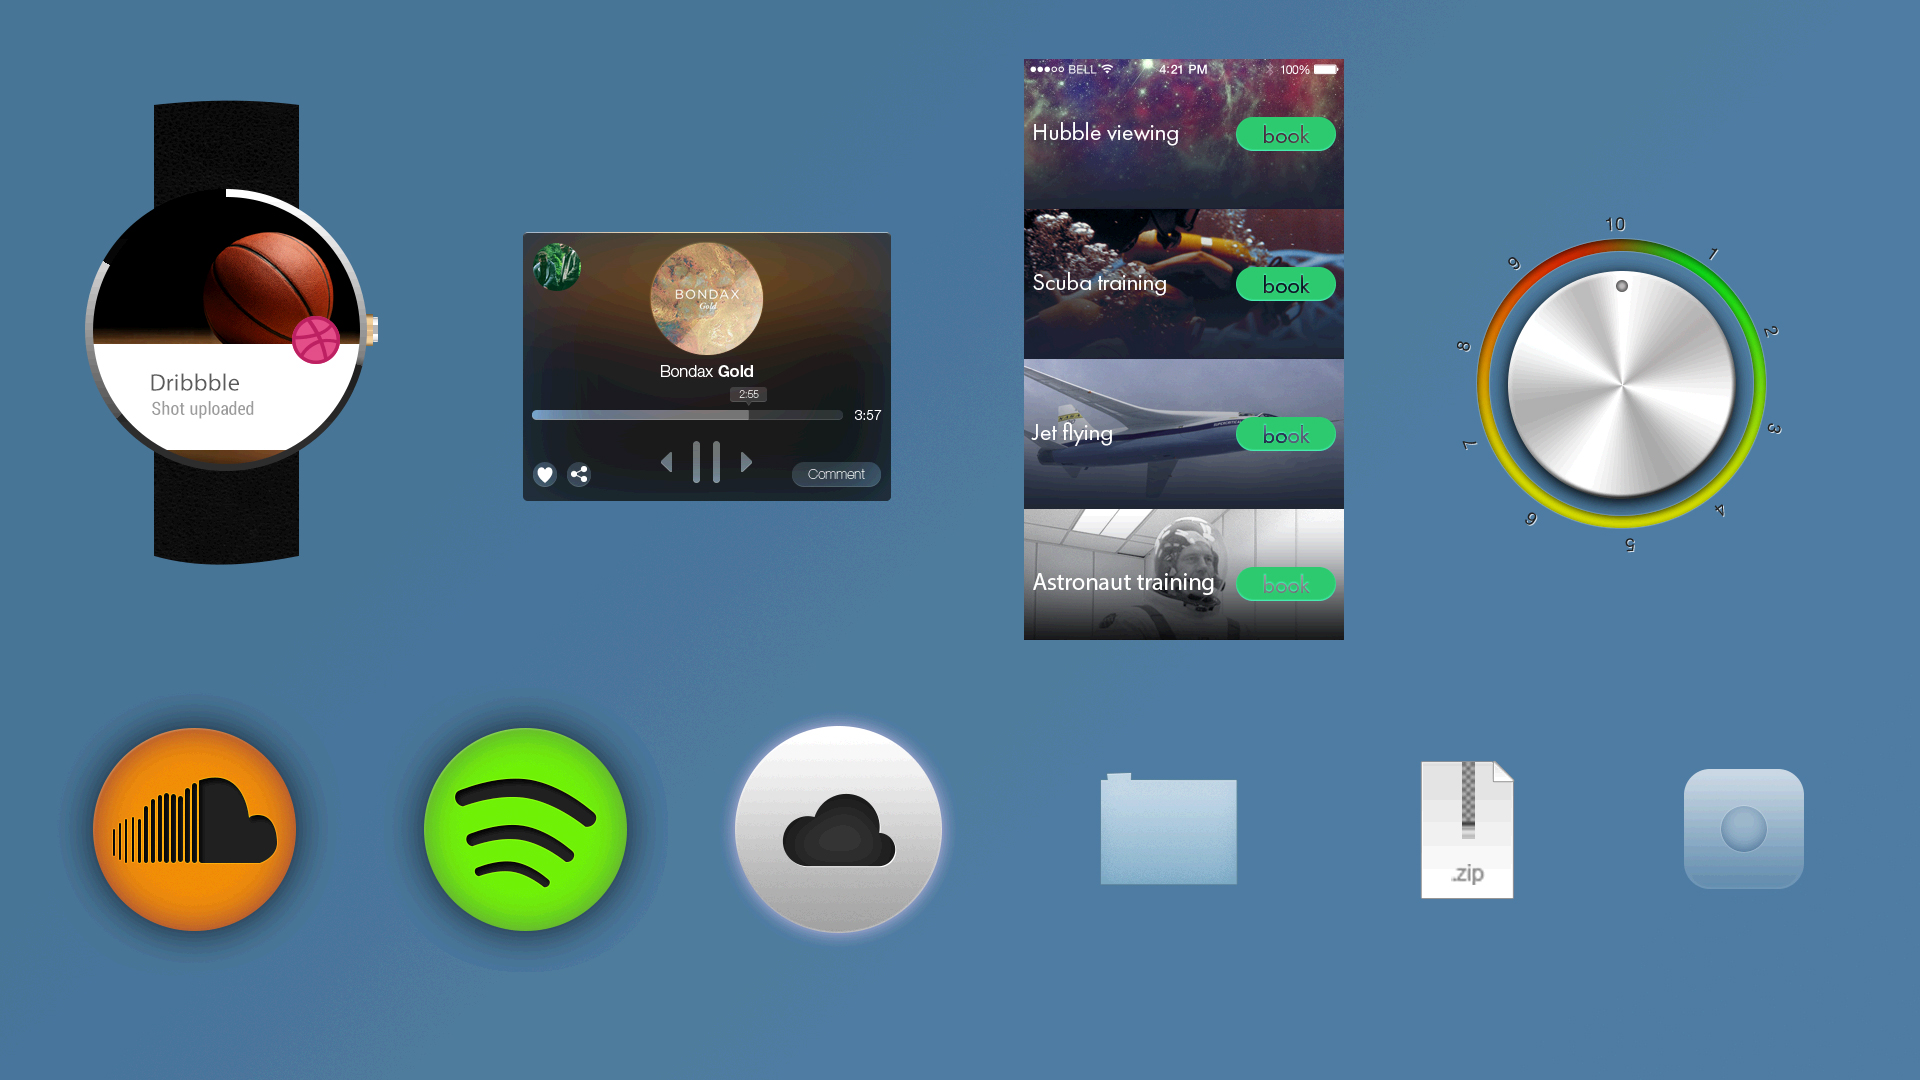 Dribbble
Shot uploaded
BONDAX
Gold
Bondax Gold
2:55
3:57
Comment
BELL 4:21 PM 100%
Hubble viewing book
Scuba training book
Jet flying book
Astronaut training book
10
1
2
3
4
5
6
7
8
9
.zip